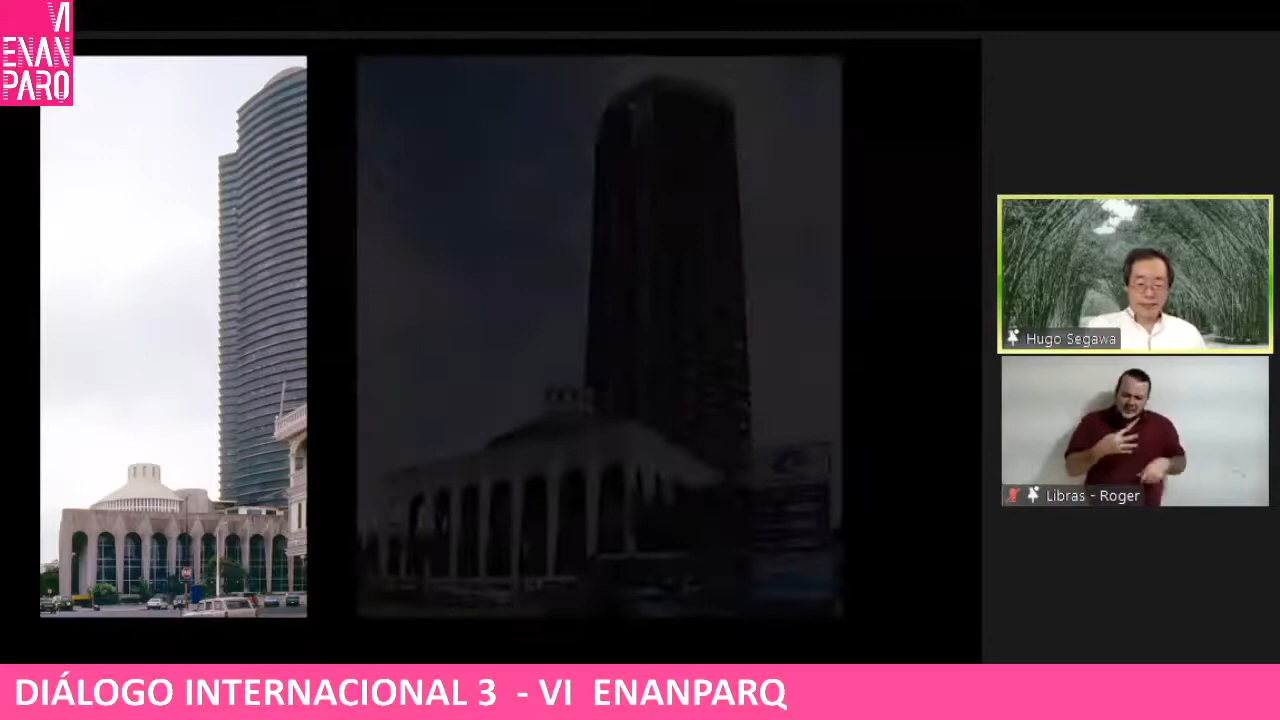 VI
ENAN
PARQ
Hugo Segawa
Libras - Roger
DIÁLOGO INTERNACIONAL 3 - VI ENANPARQ